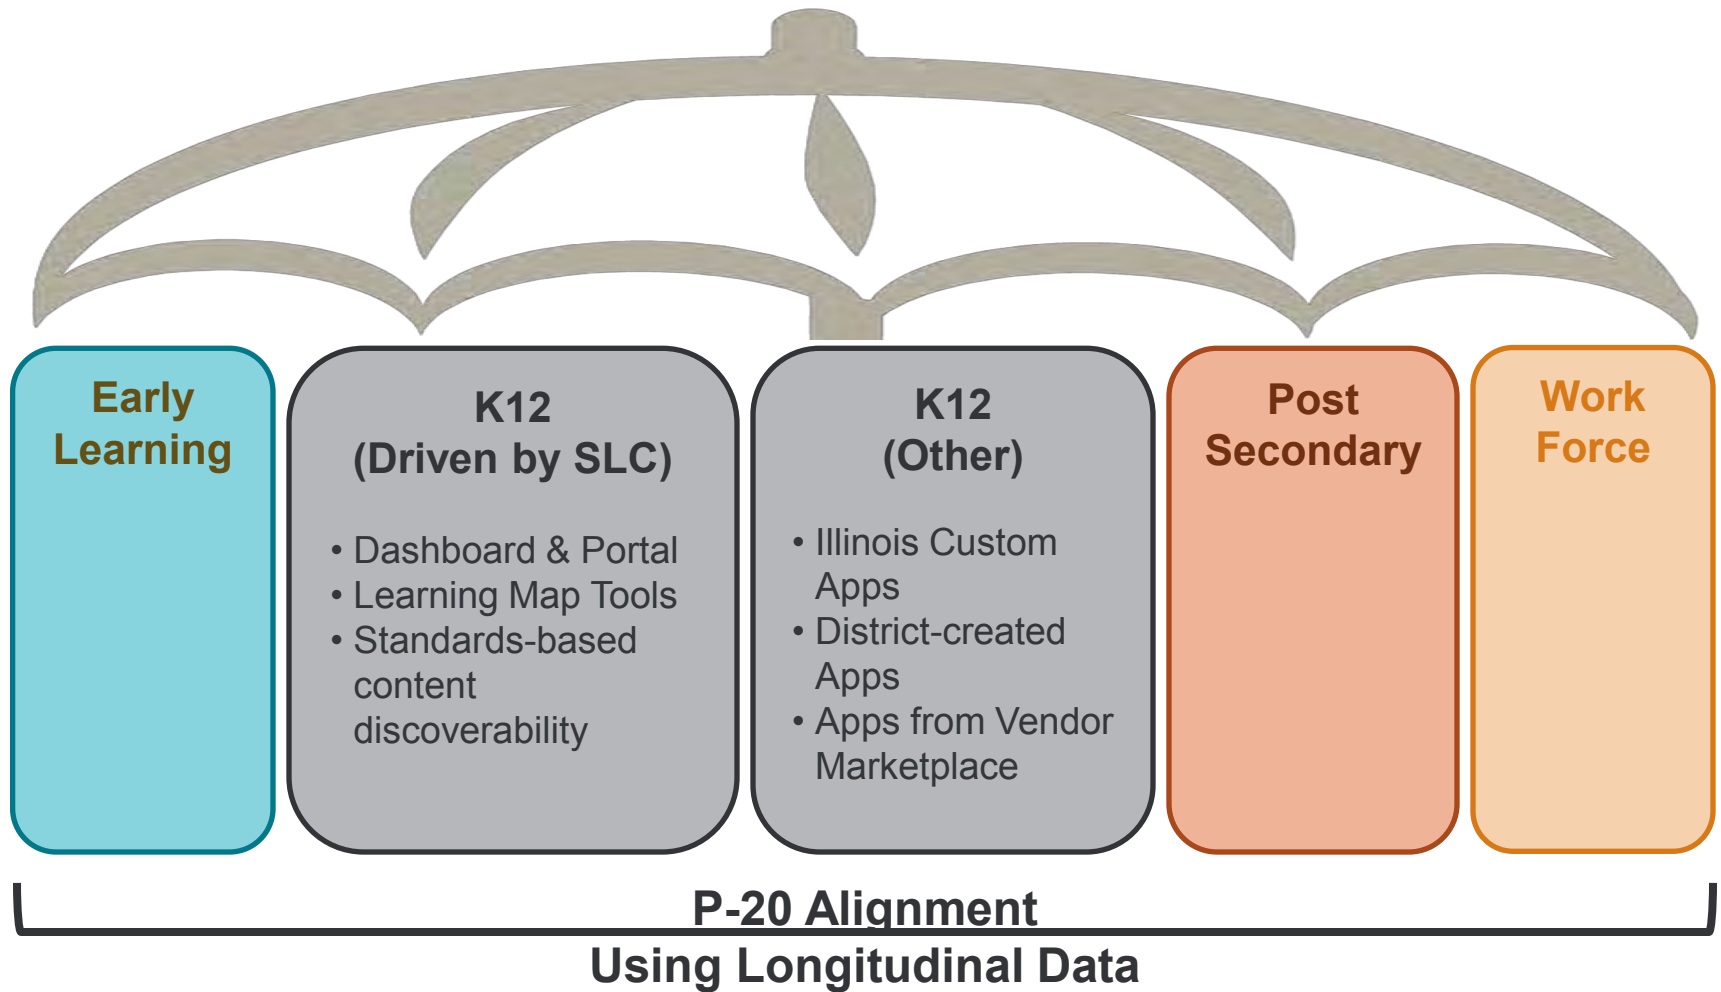 Early
Learning
K12
(Driven by SLC)
• Dashboard & Portal
• Learning Map Tools
• Standards-based
content
discoverability
K12
(Other)
• Illinois Custom
Apps
• District-created
Apps
• Apps from Vendor
Marketplace
Post
Secondary
Work
Force
P-20 Alignment
Using Longitudinal Data